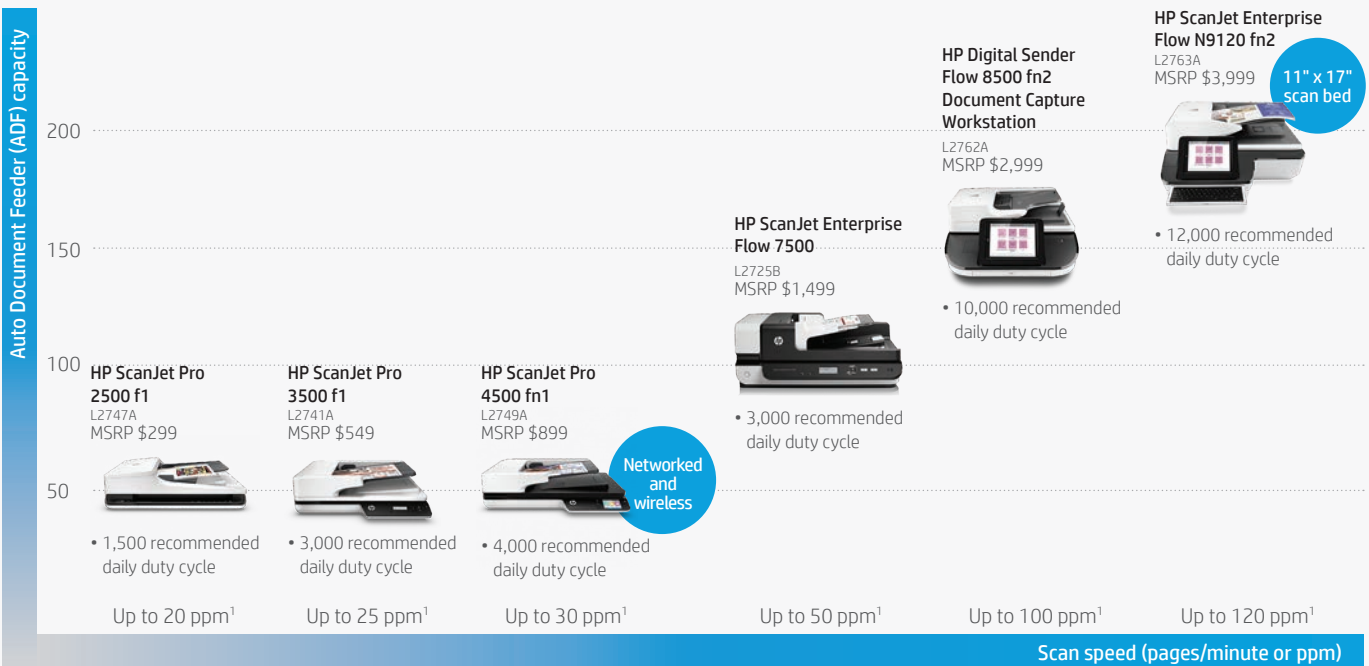 Auto Document Feeder (ADF) capacity
200
150
100
50
HP ScanJet Pro
2500 f1
L2747A
MSRP $299
• 1,500 recommended
daily duty cycle
Up to 20 ppm¹
HP ScanJet Pro
3500 f1
L2741A
MSRP $549
• 3,000 recommended
daily duty cycle
Up to 25 ppm¹
HP ScanJet Pro
4500 fn1
L2749A
MSRP $899
Networked
and
wireless
• 4,000 recommended
daily duty cycle
Up to 30 ppm¹
HP ScanJet Enterprise
Flow 7500
L2725B
MSRP $1,499
• 3,000 recommended
daily duty cycle
Up to 50 ppm¹
HP Digital Sender
Flow 8500 fn2
Document Capture
Workstation
L2762A
MSRP $2,999
• 10,000 recommended
daily duty cycle
Up to 100 ppm¹
HP ScanJet Enterprise
Flow N9120 fn2
L2763A
MSRP $3,999
11" x 17"
scan bed
• 12,000 recommended
daily duty cycle
Up to 120 ppm¹
Scan speed (pages/minute or ppm)